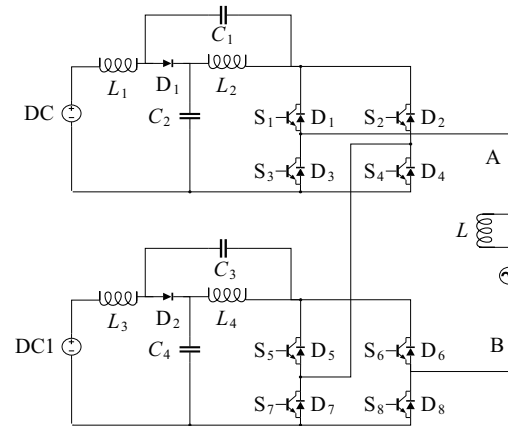 C₁
L₁ D₁ L₂
DC C₂ S₁ D₁ S₂ D₂
A
S₃ D₃ S₄ D₄
L
C₃
L₃ D₂ L₄
DC1 C₄ S₅ D₅ S₆ D₆ B
S₇ D₇ S₈ D₈